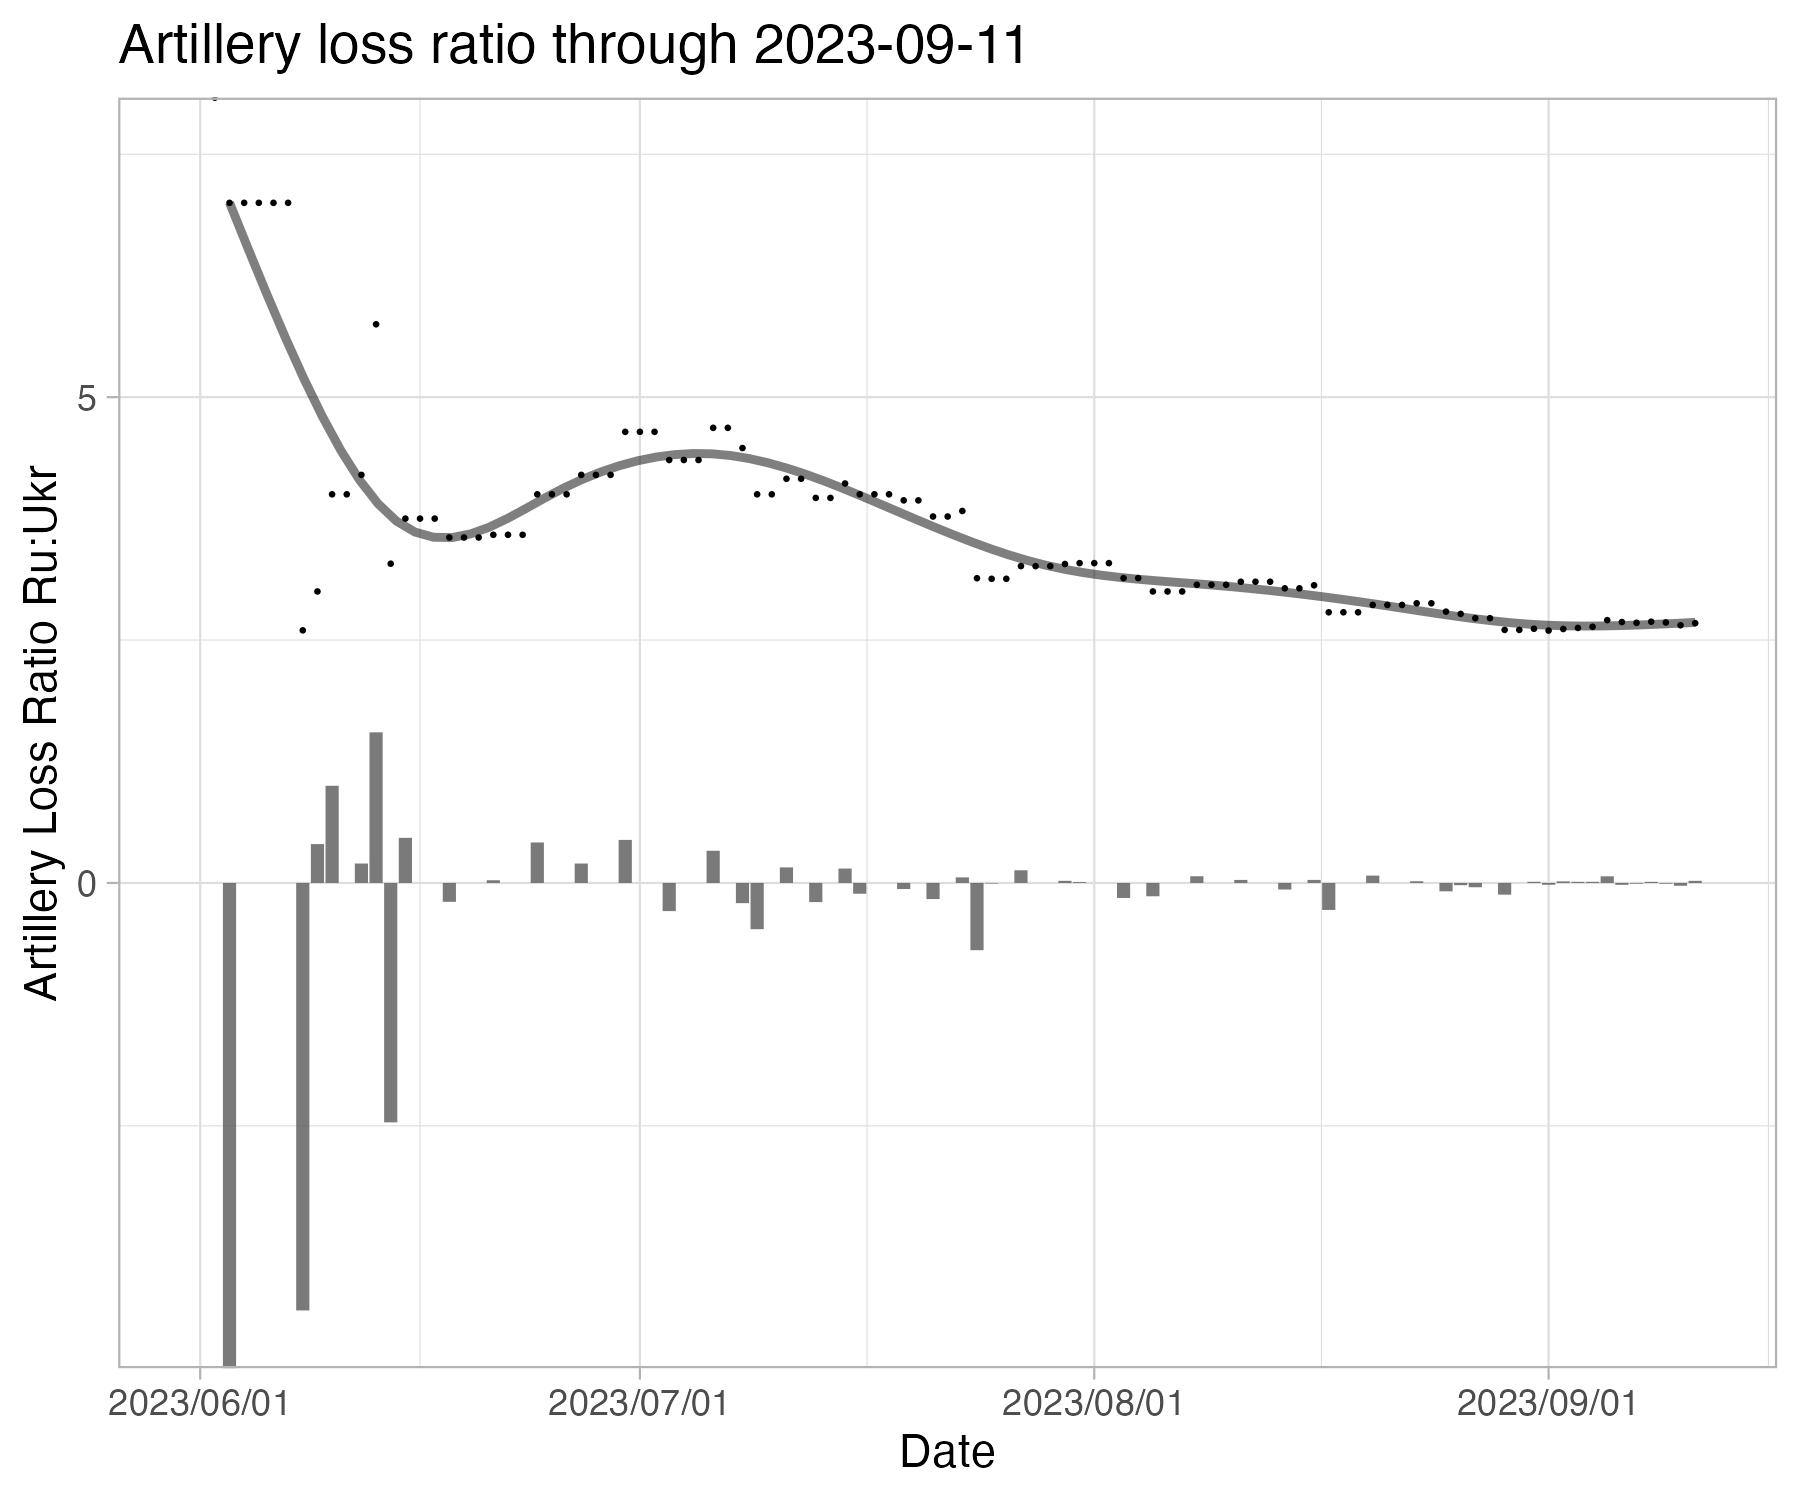 Artillery loss ratio through 2023-09-11
Artillery Loss Ratio Ru:Ukr
5
0
2023/06/01
2023/07/01
2023/08/01
2023/09/01
Date